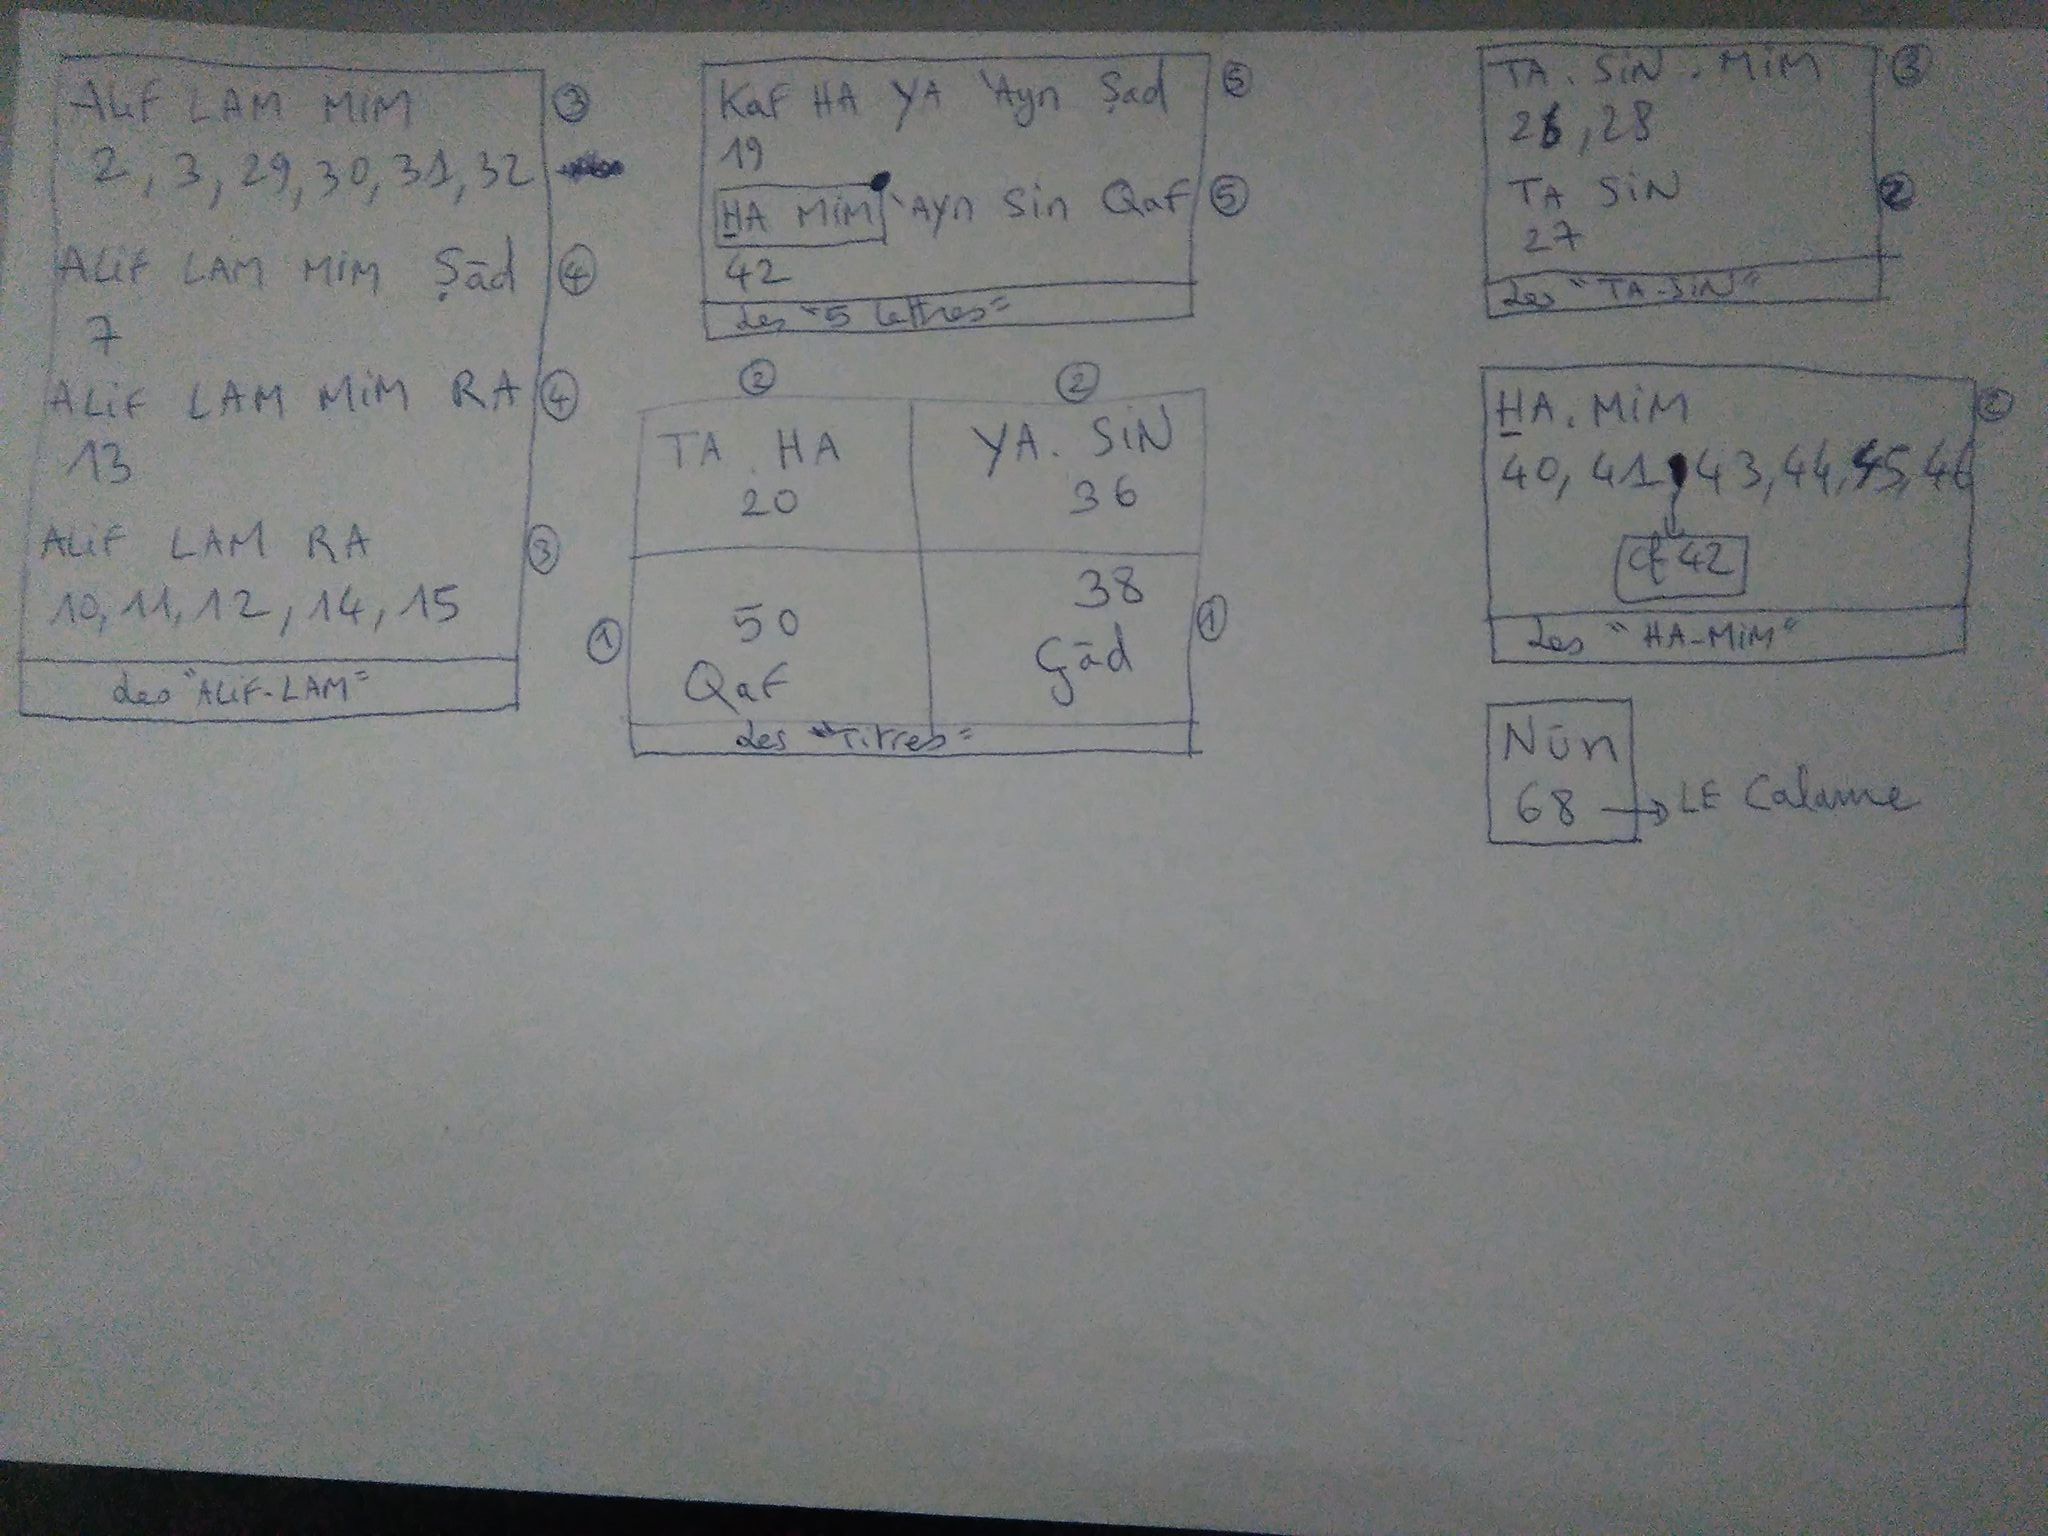 ALIF LAM MIM ③
2, 3, 29, 30, 31, 32
ALIF LAM MIM Ṣād ④
7
ALIF LAM MIM RA ④
13
ALIF LAM RA ③
10, 11, 12, 14, 15
des "ALIF-LAM"
Kaf HA YA 'Ayn Ṣad ⑤
19
H̲A MIM 'Ayn Sin Qaf ⑤
42
des "5 lettres"
② ②
TA . HA YA . SIN
20 36
① 50 38 ①
Qaf Çād
des "Titres"
TA . SIN . MIM ③
26, 28
TA SIN ②
27
des "TA-SIN"
H̲A . MIM ②
40, 41, 43, 44, 45, 46
cf 42
des "HA-MIM"
Nūn
68 → LE Calame